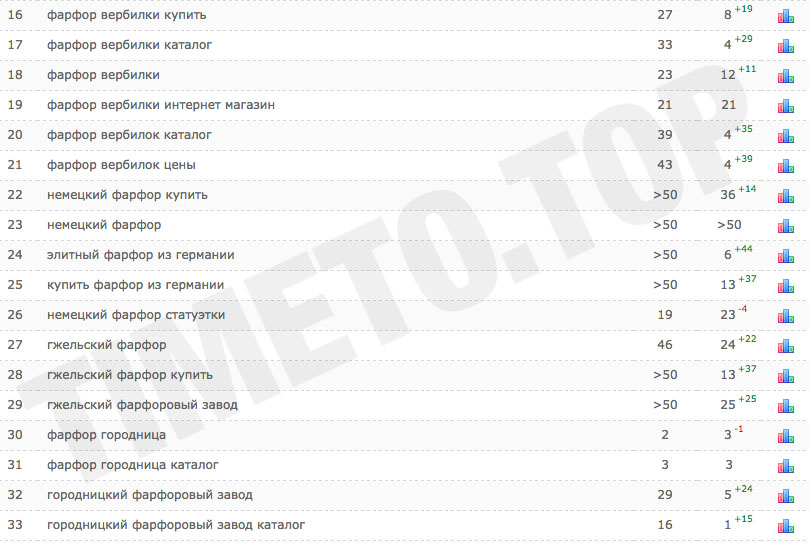 16 фарфор вербилки купить 27 8 +19
17 фарфор вербилки каталог 33 4 +29
18 фарфор вербилки 23 12 +11
19 фарфор вербилки интернет магазин 21 21
20 фарфор вербилок каталог 39 4 +35
21 фарфор вербилок цены 43 4 +39
22 немецкий фарфор купить >50 36 +14
23 немецкий фарфор >50 >50
24 элитный фарфор из германии >50 6 +44
25 купить фарфор из германии >50 13 +37
26 немецкий фарфор статуэтки 19 23 -4
27 гжельский фарфор 46 24 +22
28 гжельский фарфор купить >50 13 +37
29 гжельский фарфоровый завод >50 25 +25
30 фарфор городница 2 3 -1
31 фарфор городница каталог 3 3
32 городницкий фарфоровый завод 29 5 +24
33 городницкий фарфоровый завод каталог 16 1 +15
TIMETO.TOP